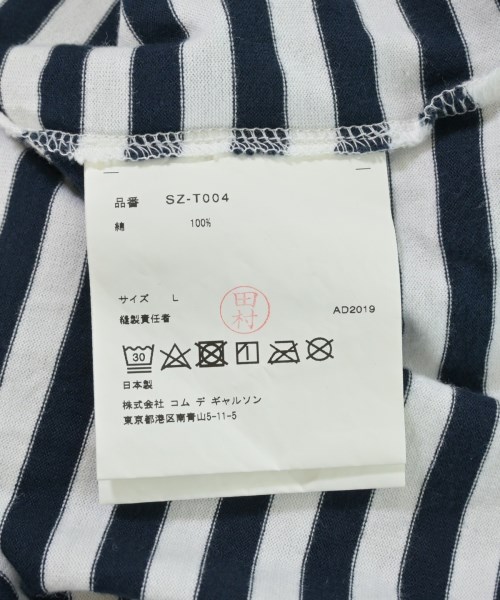 品番 SZ-T004
綿 100%
サイズ L
縫製責任者
田村
AD2019
30
1
日本製
株式会社 コム デ ギャルソン
東京都港区南青山5-11-5